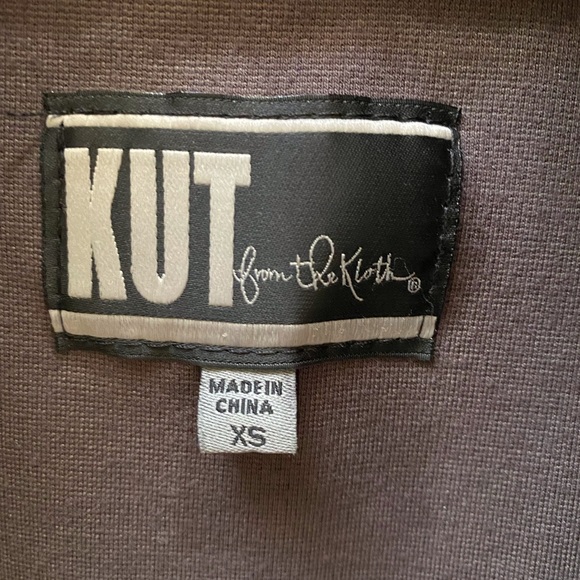 KUT from the Kloth®
MADE IN
CHINA
XS